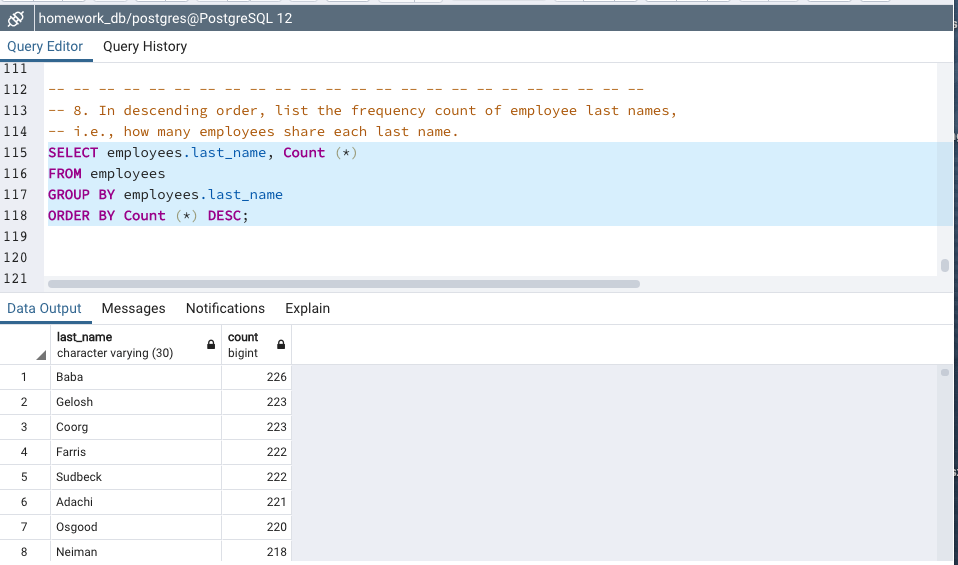 homework_db/postgres@PostgreSQL 12
Query Editor Query History
111
112 -- -- -- -- -- -- -- -- -- -- -- -- -- -- -- -- -- -- -- -- -- -- -- --
113 -- 8. In descending order, list the frequency count of employee last names,
114 -- i.e., how many employees share each last name.
115 SELECT employees.last_name, Count (*)
116 FROM employees
117 GROUP BY employees.last_name
118 ORDER BY Count (*) DESC;
119
120
121
Data Output Messages Notifications Explain
last_name count
character varying (30) bigint
1 Baba 226
2 Gelosh 223
3 Coorg 223
4 Farris 222
5 Sudbeck 222
6 Adachi 221
7 Osgood 220
8 Neiman 218